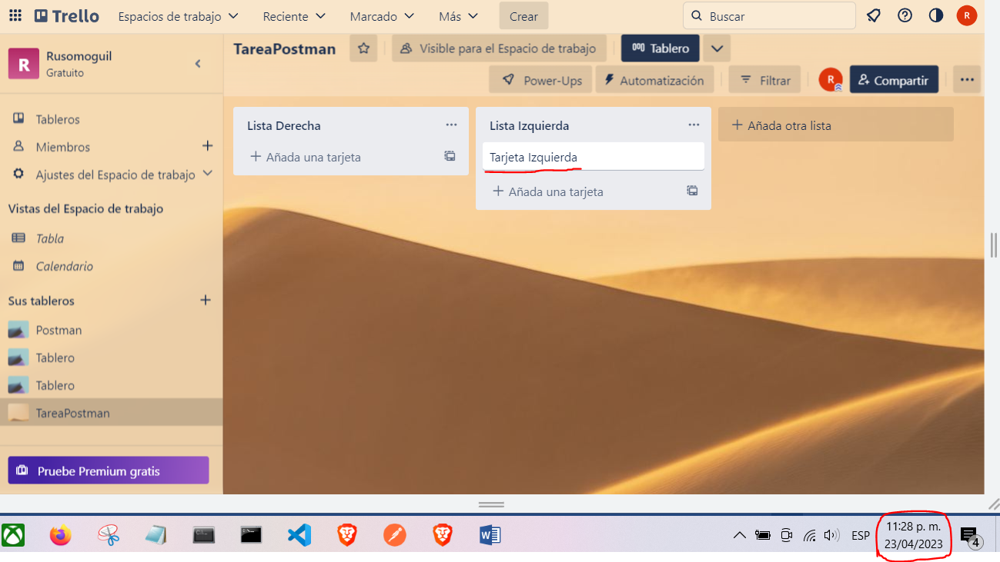 Trello Espacios de trabajo Reciente Marcado Más Crear Buscar R
R Rusomoguil
Gratuito
TareaPostman Visible para el Espacio de trabajo Tablero
Power-Ups Automatización Filtrar R Compartir
Tableros
Miembros
Ajustes del Espacio de trabajo
Vistas del Espacio de trabajo
Tabla
Calendario
Sus tableros
Postman
Tablero
Tablero
TareaPostman
Pruebe Premium gratis
Lista Derecha
Añada una tarjeta
Lista Izquierda
Tarjeta Izquierda
Añada una tarjeta
Añada otra lista
ESP
11:28 p. m.
23/04/2023
4